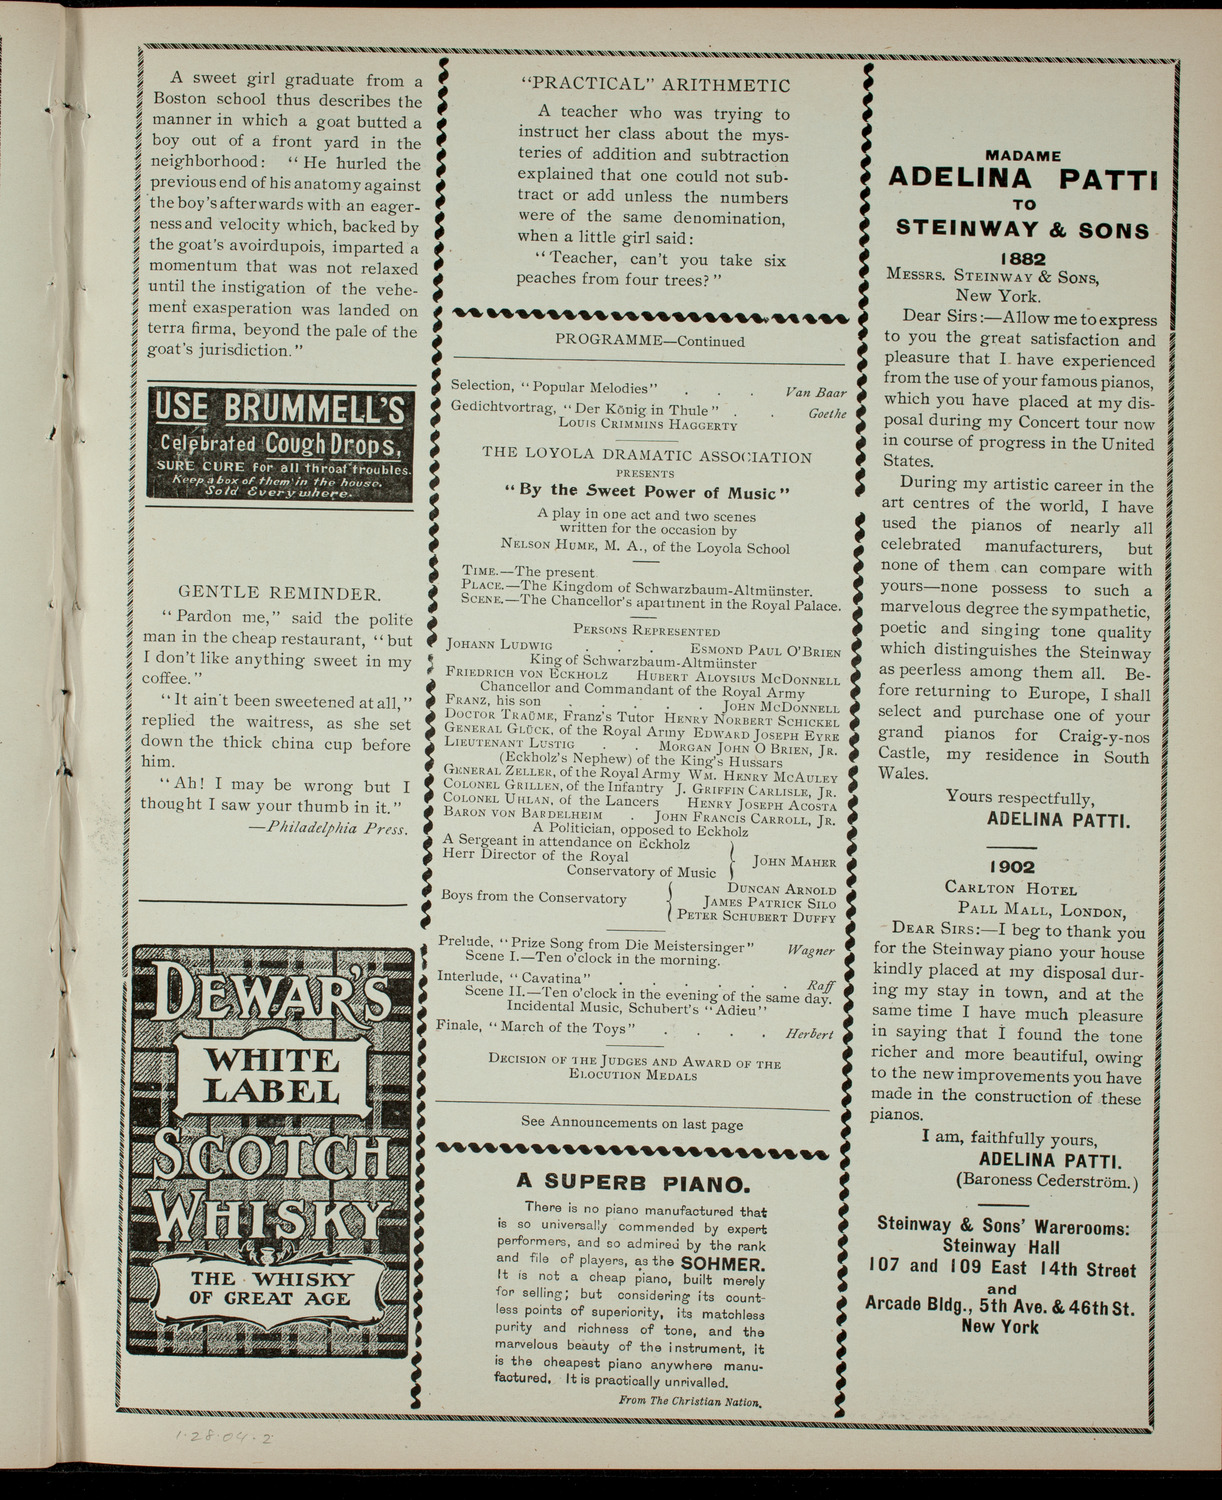 A sweet girl graduate from a
Boston school thus describes the
manner in which a goat butted a
boy out of a front yard in the
neighborhood: "He hurled the
previous end of his anatomy against
the boy's afterwards with an eager-
ness and velocity which, backed by
the goat's avoirdupois, imparted a
momentum that was not relaxed
until the instigation of the vehe-
ment exasperation was landed on
terra firma, beyond the pale of the
goat's jurisdiction."
USE BRUMMELL'S
Celebrated Cough Drops,
SURE CURE for all throat troubles.
Keep a box of them in the house.
Sold Everywhere.
GENTLE REMINDER.
"Pardon me," said the polite
man in the cheap restaurant, "but
I don't like anything sweet in my
coffee."
"It ain't been sweetened at all,"
replied the waitress, as she set
down the thick china cup before
him.
"Ah! I may be wrong but I
thought I saw your thumb in it."
—Philadelphia Press.
DEWAR'S
WHITE
LABEL
SCOTCH
WHISKY
THE WHISKY
OF GREAT AGE
"PRACTICAL" ARITHMETIC
A teacher who was trying to
instruct her class about the mys-
teries of addition and subtraction
explained that one could not sub-
tract or add unless the numbers
were of the same denomination,
when a little girl said:
"Teacher, can't you take six
peaches from four trees?"
PROGRAMME—Continued
Selection, "Popular Melodies" . . . Van Baar
Gedichtvortrag, "Der König in Thule" . . Goethe
LOUIS CRIMMINS HAGGERTY
THE LOYOLA DRAMATIC ASSOCIATION
PRESENTS
"By the Sweet Power of Music"
A play in one act and two scenes
written for the occasion by
NELSON HUME, M. A., of the Loyola School
TIME.—The present
PLACE.—The Kingdom of Schwarzbaum-Altmünster.
SCENE.—The Chancellor's apartment in the Royal Palace.
PERSONS REPRESENTED
JOHANN LUDWIG . . . ESMOND PAUL O'BRIEN
King of Schwarzbaum-Altmünster
FRIEDRICH VON ECKHOLZ HUBERT ALOYSIUS MCDONNELL
Chancellor and Commandant of the Royal Army
FRANZ, his son . . . . . JOHN MCDONNELL
DOCTOR TRAÜME, Franz's Tutor HENRY NORBERT SCHICKEL
GENERAL GLÜCK, of the Royal Army EDWARD JOSEPH EYRE
LIEUTENANT LUSTIG . . MORGAN JOHN O BRIEN, JR.
(Eckholz's Nephew) of the King's Hussars
GENERAL ZELLER, of the Royal Army WM. HENRY MCAULEY
COLONEL GRILLEN, of the Infantry J. GRIFFIN CARLISLE, JR.
COLONEL UHLAN, of the Lancers HENRY JOSEPH ACOSTA
BARON VON BARDELHEIM . JOHN FRANCIS CARROLL, JR.
A Politician, opposed to Eckholz
A Sergeant in attendance on Eckholz
Herr Director of the Royal
Conservatory of Music
JOHN MAHER
Boys from the Conservatory
DUNCAN ARNOLD
JAMES PATRICK SILO
PETER SCHUBERT DUFFY
Prelude, "Prize Song from Die Meistersinger" Wagner
Scene I.—Ten o'clock in the morning.
Interlude, "Cavatina" . . . . . . Raff
Scene II.—Ten o'clock in the evening of the same day.
Incidental Music, Schubert's "Adieu"
Finale, "March of the Toys" . . . . Herbert
DECISION OF THE JUDGES AND AWARD OF THE
ELOCUTION MEDALS
See Announcements on last page
A SUPERB PIANO.
There is no piano manufactured that
is so universally commended by expert
performers, and so admired by the rank
and file of players, as the SOHMER.
It is not a cheap piano, built merely
for selling; but considering its count-
less points of superiority, its matchless
purity and richness of tone, and the
marvelous beauty of the instrument, it
is the cheapest piano anywhere manu-
factured. It is practically unrivalled.
From The Christian Nation.
MADAME
ADELINA PATTI
TO
STEINWAY & SONS
1882
MESSRS. STEINWAY & SONS,
New York.
Dear Sirs:—Allow me to express
to you the great satisfaction and
pleasure that I have experienced
from the use of your famous pianos,
which you have placed at my dis-
posal during my Concert tour now
in course of progress in the United
States.
During my artistic career in the
art centres of the world, I have
used the pianos of nearly all
celebrated manufacturers, but
none of them can compare with
yours—none possess to such a
marvelous degree the sympathetic,
poetic and singing tone quality
which distinguishes the Steinway
as peerless among them all. Be-
fore returning to Europe, I shall
select and purchase one of your
grand pianos for Craig-y-nos
Castle, my residence in South
Wales.
Yours respectfully,
ADELINA PATTI.
1902
CARLTON HOTEL
PALL MALL, LONDON,
DEAR SIRS:—I beg to thank you
for the Steinway piano your house
kindly placed at my disposal dur-
ing my stay in town, and at the
same time I have much pleasure
in saying that I found the tone
richer and more beautiful, owing
to the new improvements you have
made in the construction of these
pianos.
I am, faithfully yours,
ADELINA PATTI.
(Baroness Cederström.)
Steinway & Sons' Warerooms:
Steinway Hall
107 and 109 East 14th Street
and
Arcade Bldg., 5th Ave. & 46th St.
New York
1·28·04·2